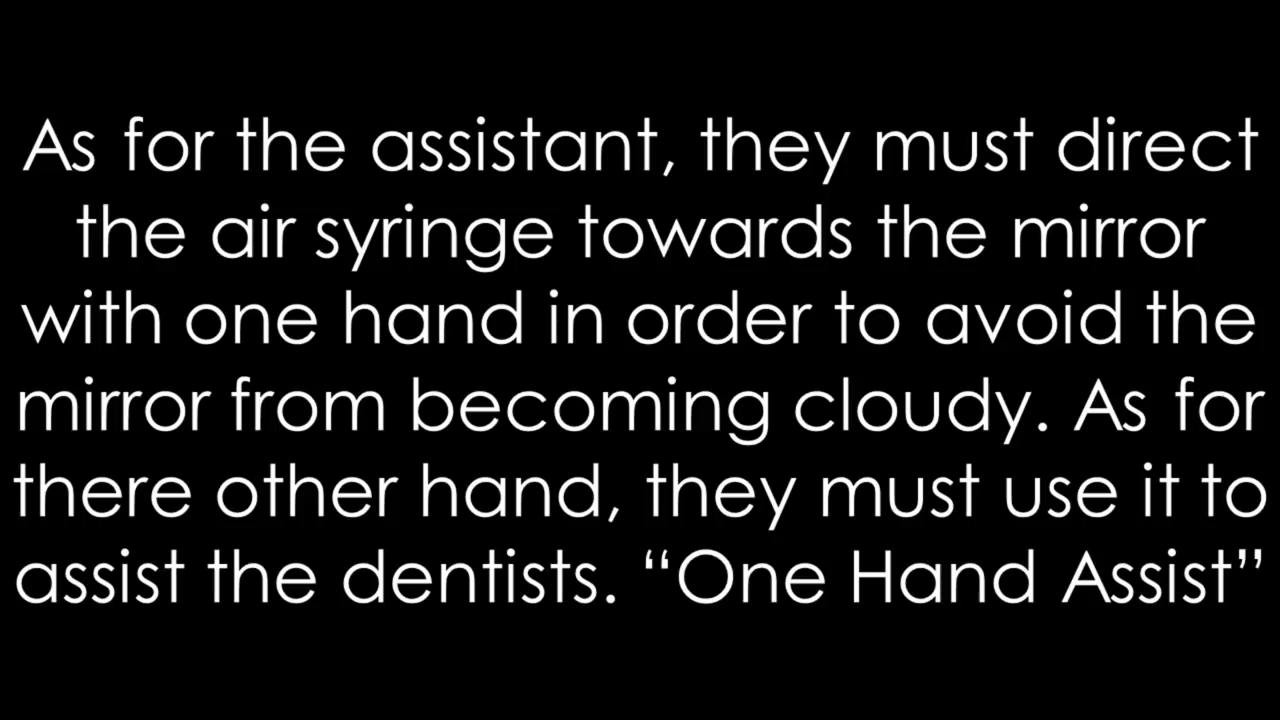 As for the assistant, they must direct
the air syringe towards the mirror
with one hand in order to avoid the
mirror from becoming cloudy. As for
there other hand, they must use it to
assist the dentists. “One Hand Assist”